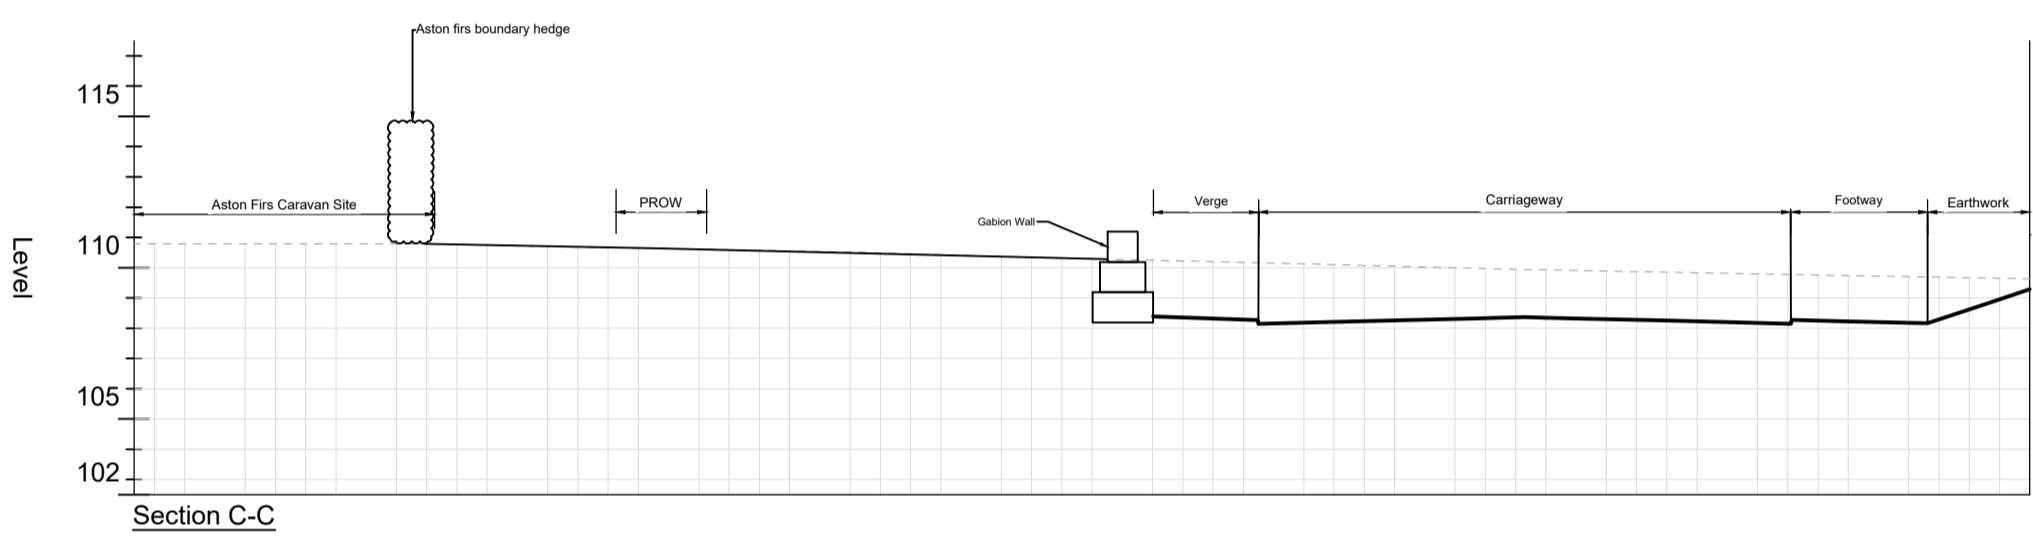 Aston firs boundary hedge
115
Aston Firs Caravan Site
PROW
Gabion Wall
Verge
Carriageway
Footway
Earthwork
110
Level
105
102
Section C-C